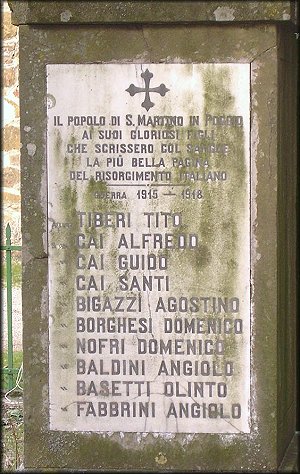 IL POPOLO DI S. MARTINO IN POGGIO
AI SUOI GLORIOSI FIGLI
CHE SCRISSERO COL SANGUE
LA PIÙ BELLA PAGINA
DEL RISORGIMENTO ITALIANO
GUERRA 1915 — 1918
TIBERI TITO
" CAI ALFREDO
" CAI GUIDO
" CAI SANTI
" BIGAZZI AGOSTINO
" BORGHESI DOMENICO
" NOFRI DOMENICO
" BALDINI ANGIOLO
" BASETTI OLINTO
" FABBRINI ANGIOLO